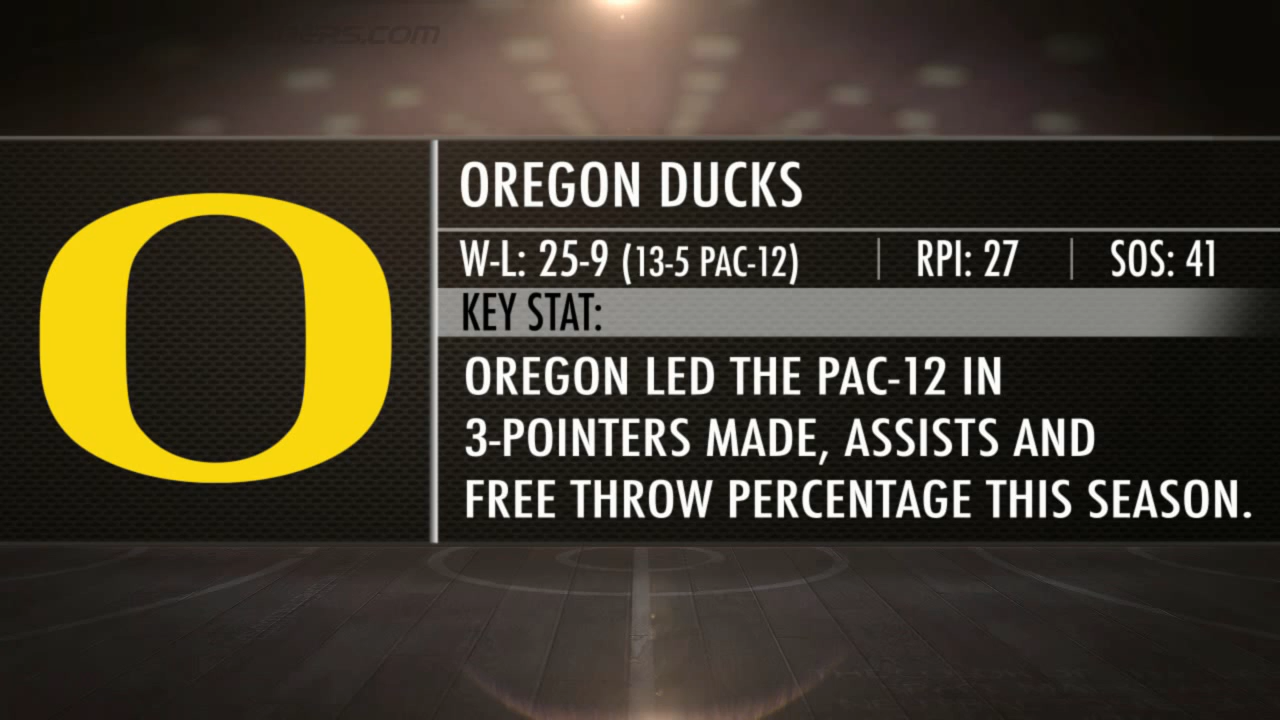 OREGON DUCKS
W-L: 25-9 (13-5 PAC-12) | RPI: 27 | SOS: 41
KEY STAT:
OREGON LED THE PAC-12 IN
3-POINTERS MADE, ASSISTS AND
FREE THROW PERCENTAGE THIS SEASON.
O